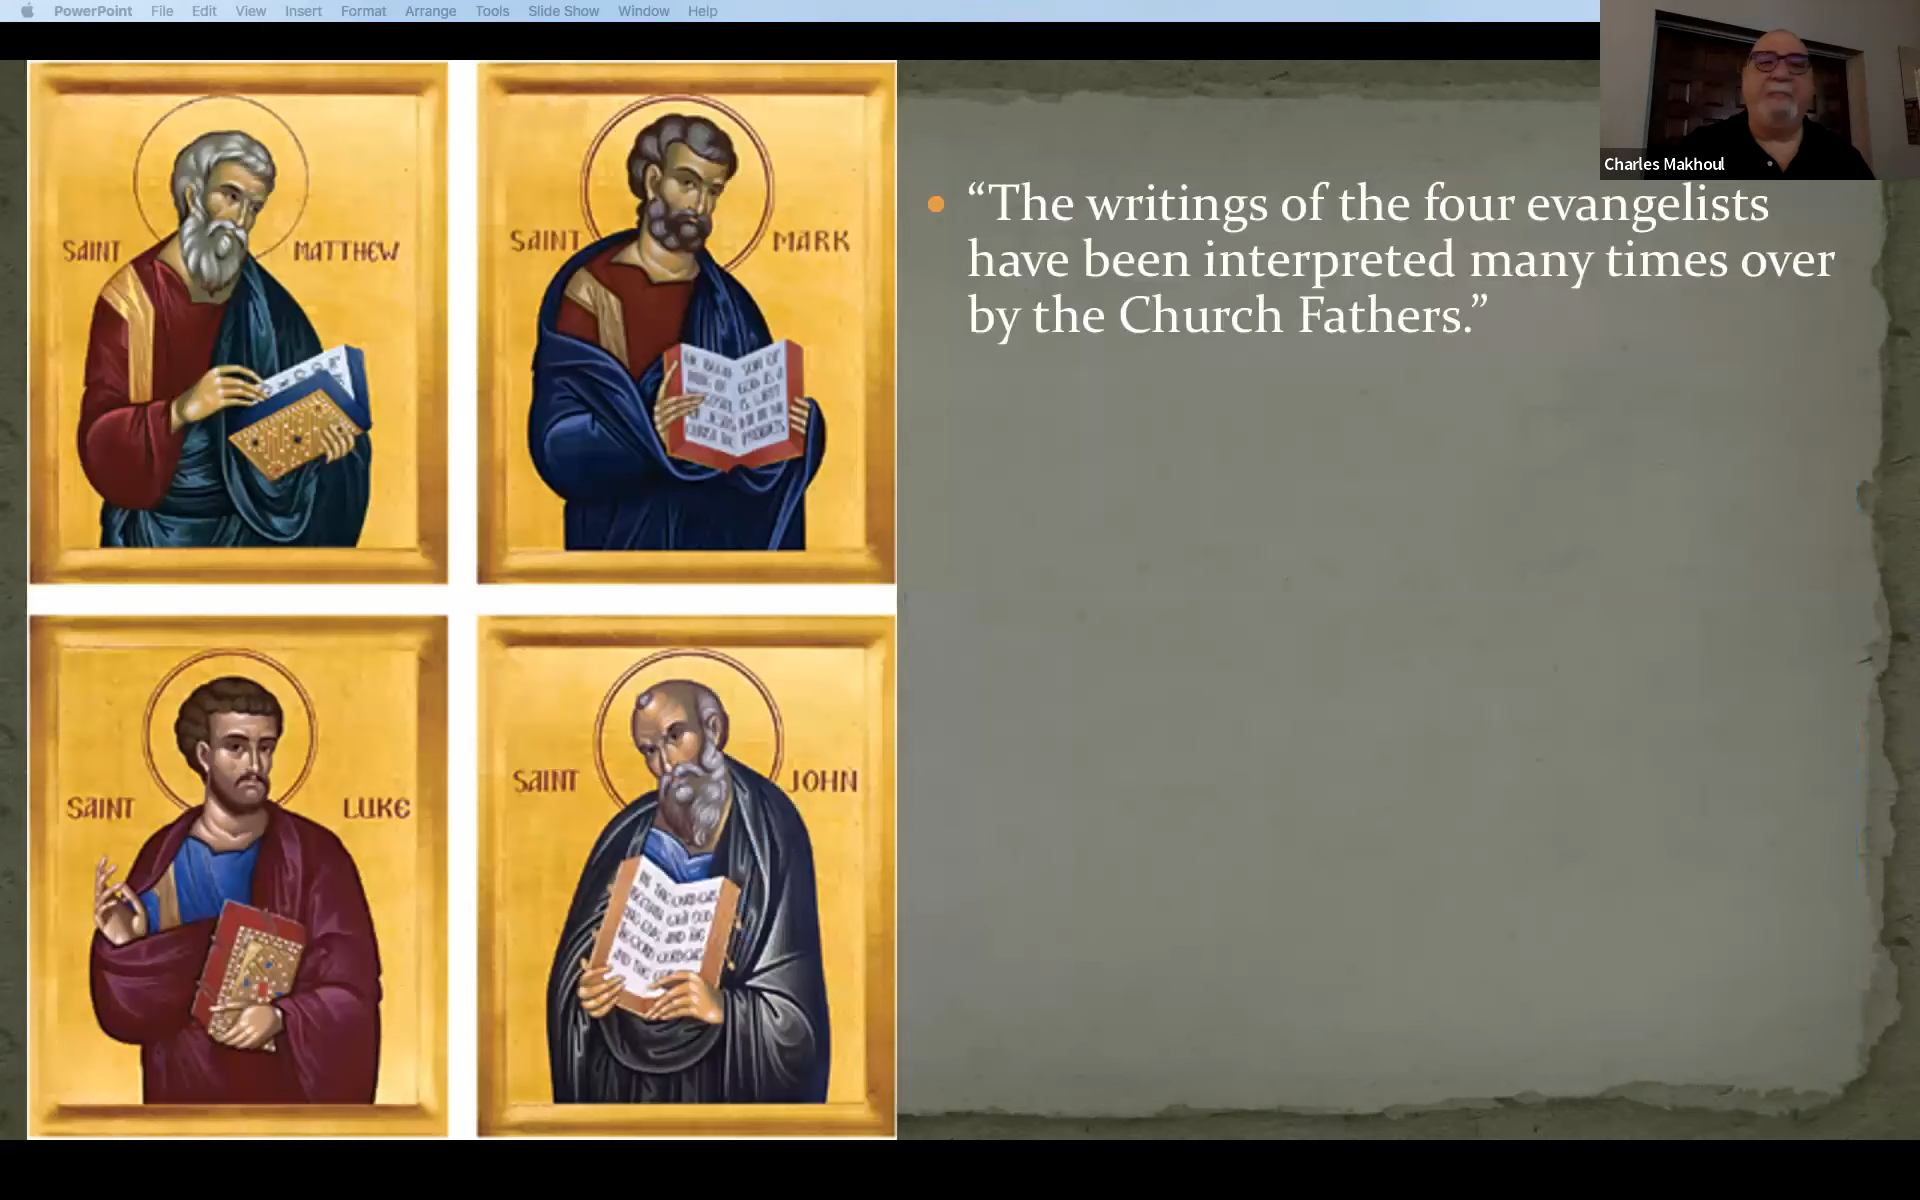 PowerPoint File Edit View Insert Format Arrange Tools Slide Show Window Help
Charles Makhoul
SAINT MATTHEW
SAINT MARK
SAINT LUKE
SAINT JOHN
• “The writings of the four evangelists
have been interpreted many times over
by the Church Fathers.”